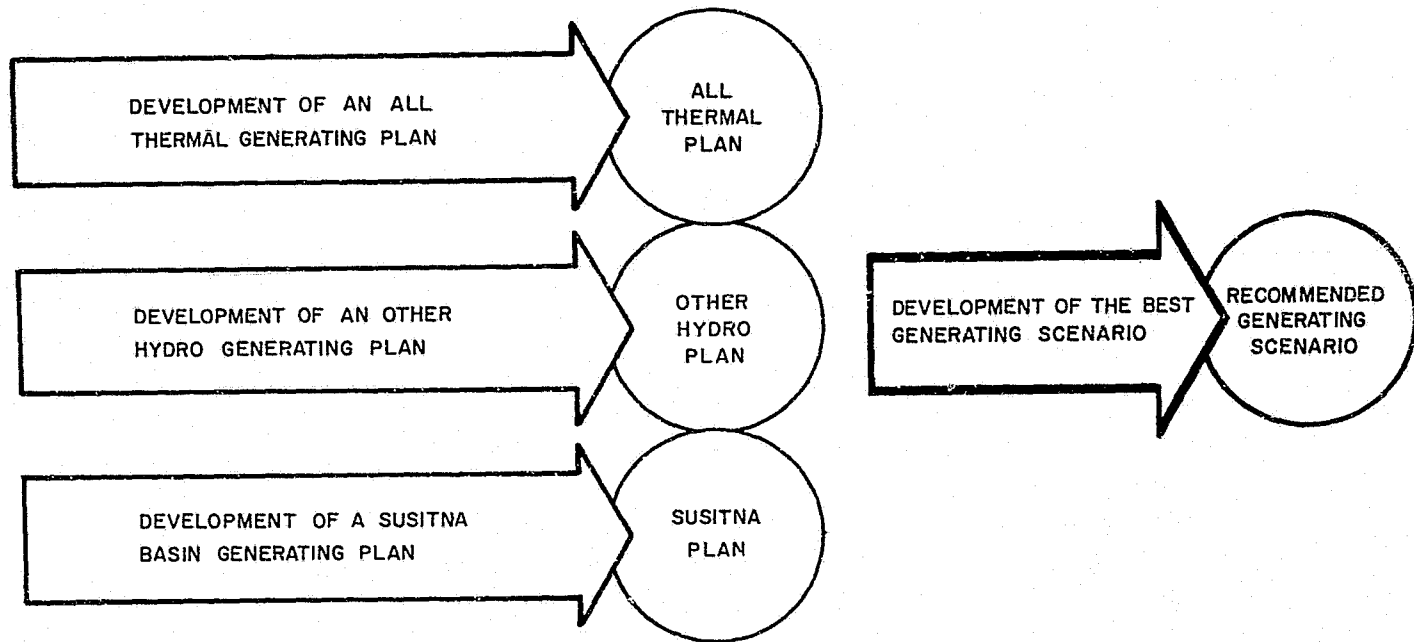 DEVELOPMENT OF AN ALL
THERMAL GENERATING PLAN
ALL
THERMAL
PLAN
DEVELOPMENT OF AN OTHER
HYDRO GENERATING PLAN
OTHER
HYDRO
PLAN
DEVELOPMENT OF A SUSITNA
BASIN GENERATING PLAN
SUSITNA
PLAN
DEVELOPMENT OF THE BEST
GENERATING SCENARIO
RECOMMENDED
GENERATING
SCENARIO